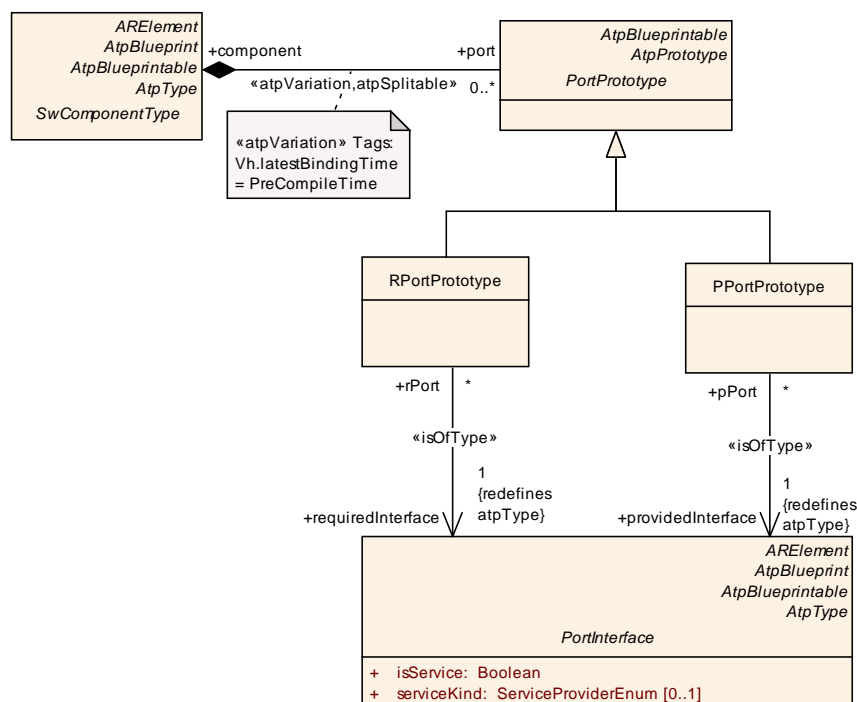 ARElement
AtpBlueprint
AtpBlueprintable
AtpType
SwComponentType
+component
+port
«atpVariation,atpSplitable»
0..*
AtpBlueprintable
AtpPrototype
PortPrototype
«atpVariation» Tags:
Vh.latestBindingTime
= PreCompileTime
RPortPrototype
PPortPrototype
+rPort
*
+pPort
*
«isOfType»
«isOfType»
1
{redefines
atpType}
+requiredInterface
1
{redefines
atpType}
+providedInterface
ARElement
AtpBlueprint
AtpBlueprintable
AtpType
PortInterface
+ isService: Boolean
+ serviceKind: ServiceProviderEnum [0..1]